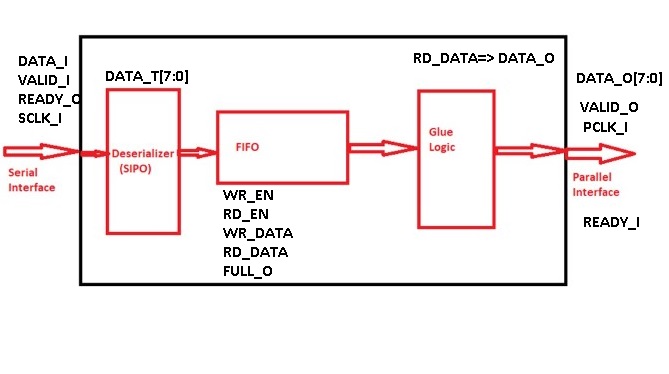 DATA_I
VALID_I
READY_O
SCLK_I
Serial
Interface
DATA_T[7:0]
Deserializer
(SIPO)
FIFO
WR_EN
RD_EN
WR_DATA
RD_DATA
FULL_O
RD_DATA=> DATA_O
Glue
Logic
DATA_O[7:0]
VALID_O
PCLK_I
Parallel
Interface
READY_I